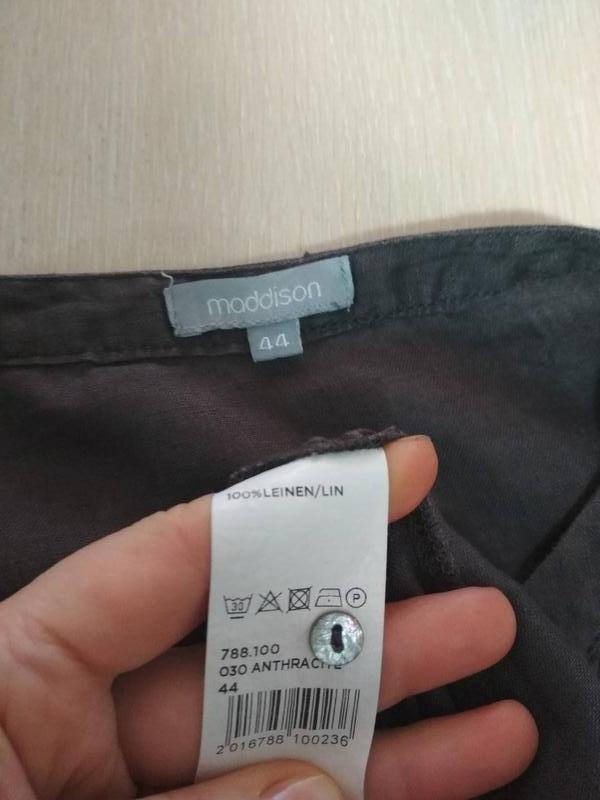 maddison
44
100%LEINEN/LIN
30 P
788.100
030 ANTHRACITE
44
2 016788 100236